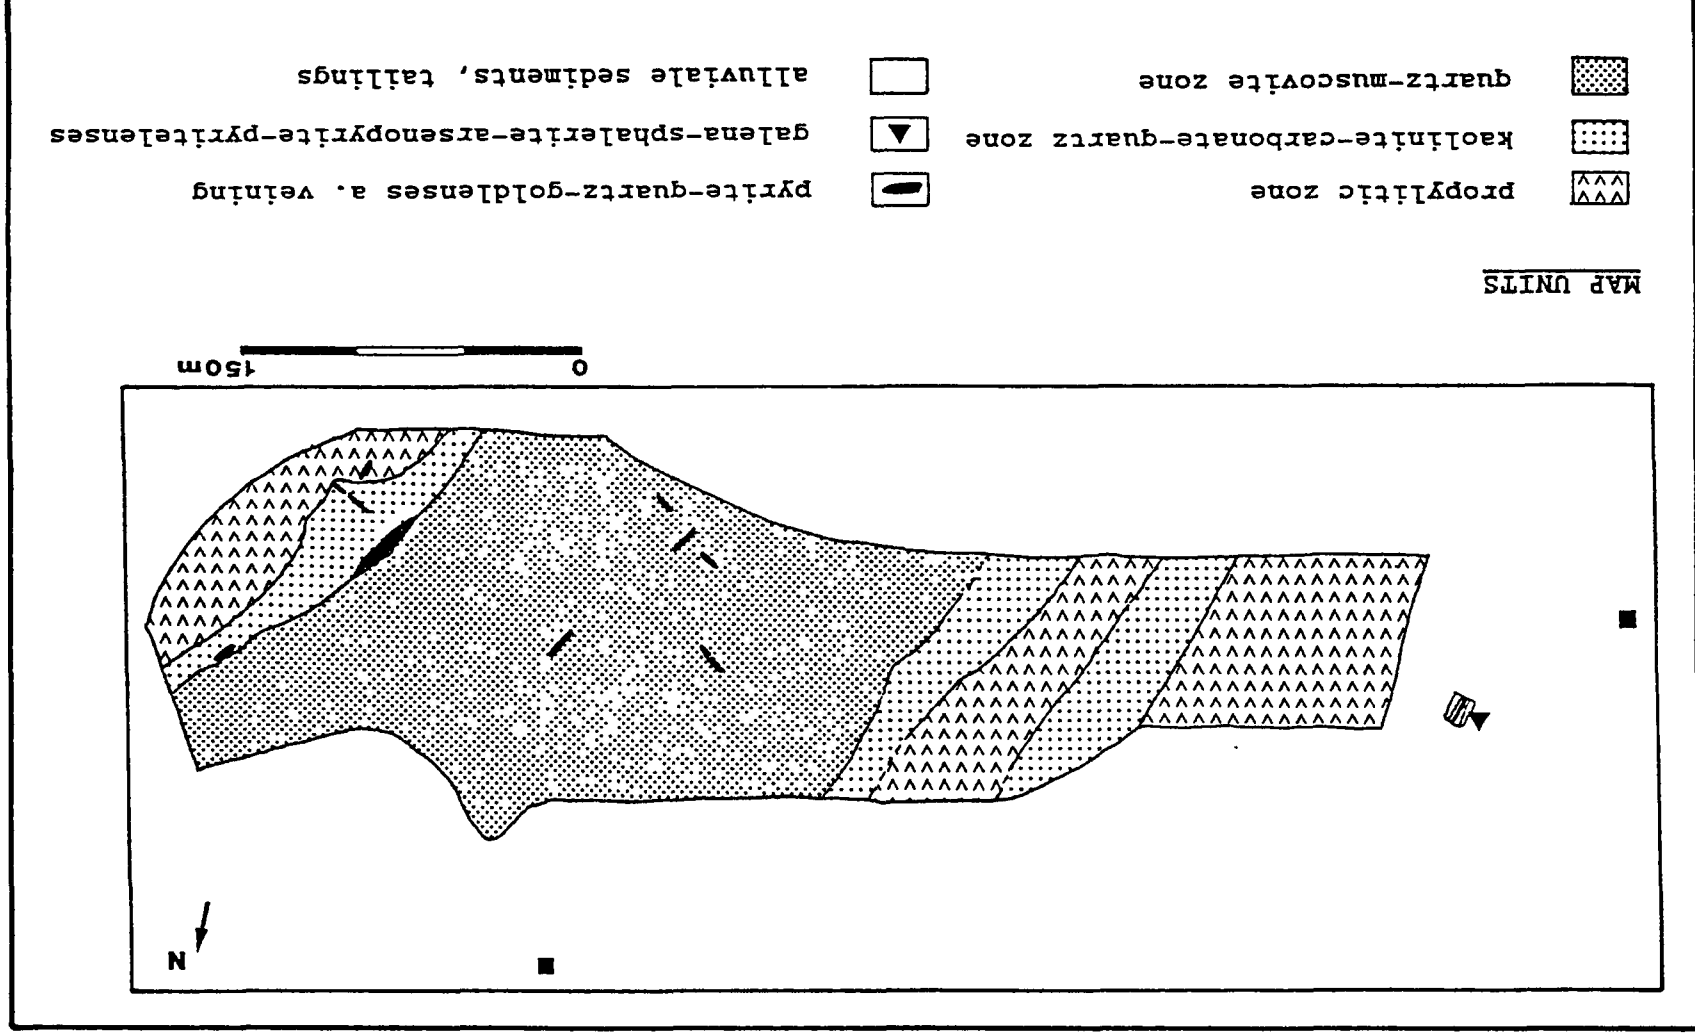 N
0 150m
MAP UNITS
propylitic zone
kaolinite-carbonate-quartz zone
quartz-muscovite zone
pyrite-quartz-goldlenses a. veining
galena-sphalerite-arsenopyrite-pyritelenses
alluviale sediments, tailings